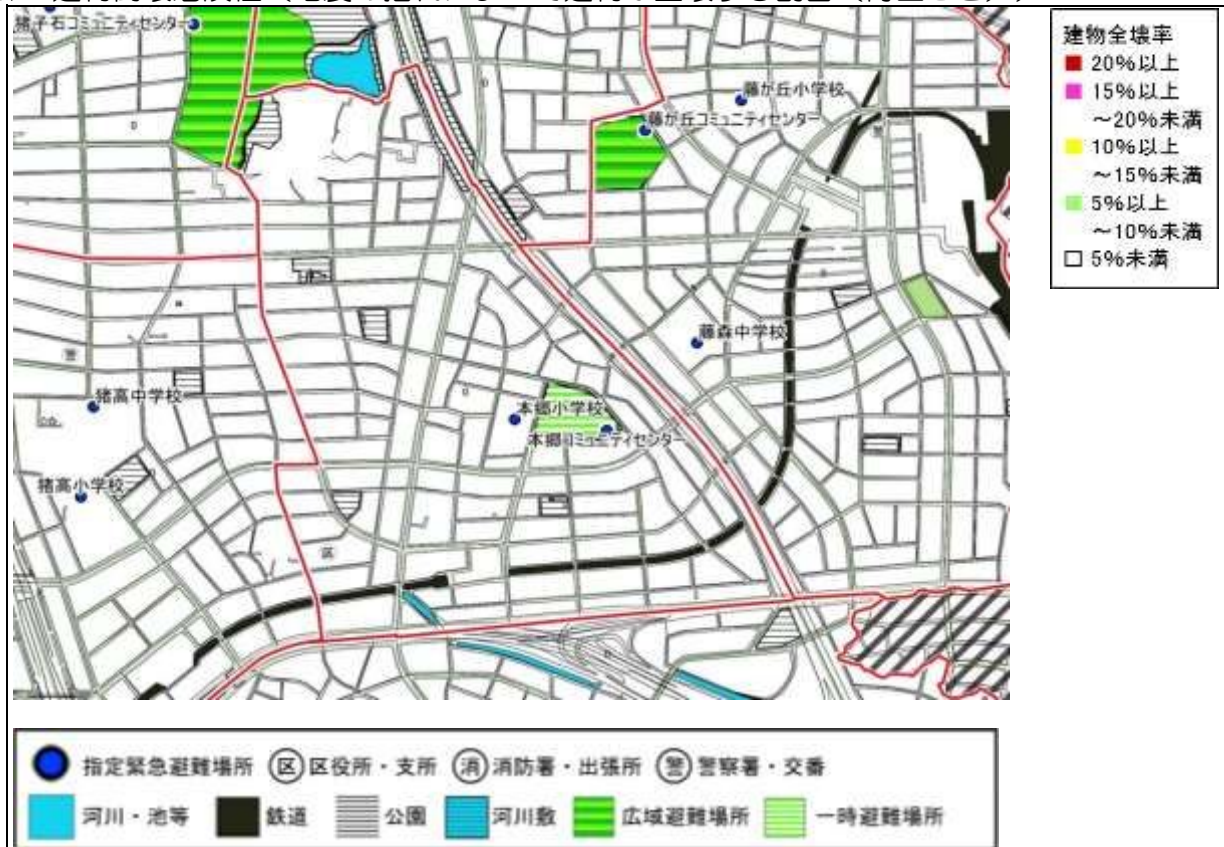 猪子石コミュニティセンター
藤が丘小学校
藤が丘コミュニティセンター
藤森中学校
猪高中学校
本郷小学校
本郷コミュニティセンター
猪高小学校
区
建物全壊率
20%以上
15%以上
～20%未満
10%以上
～15%未満
5%以上
～10%未満
5%未満
指定緊急避難場所 区 区役所・支所 消 消防署・出張所 警 警察署・交番
河川・池等 鉄道 公園 河川敷 広域避難場所 一時避難場所